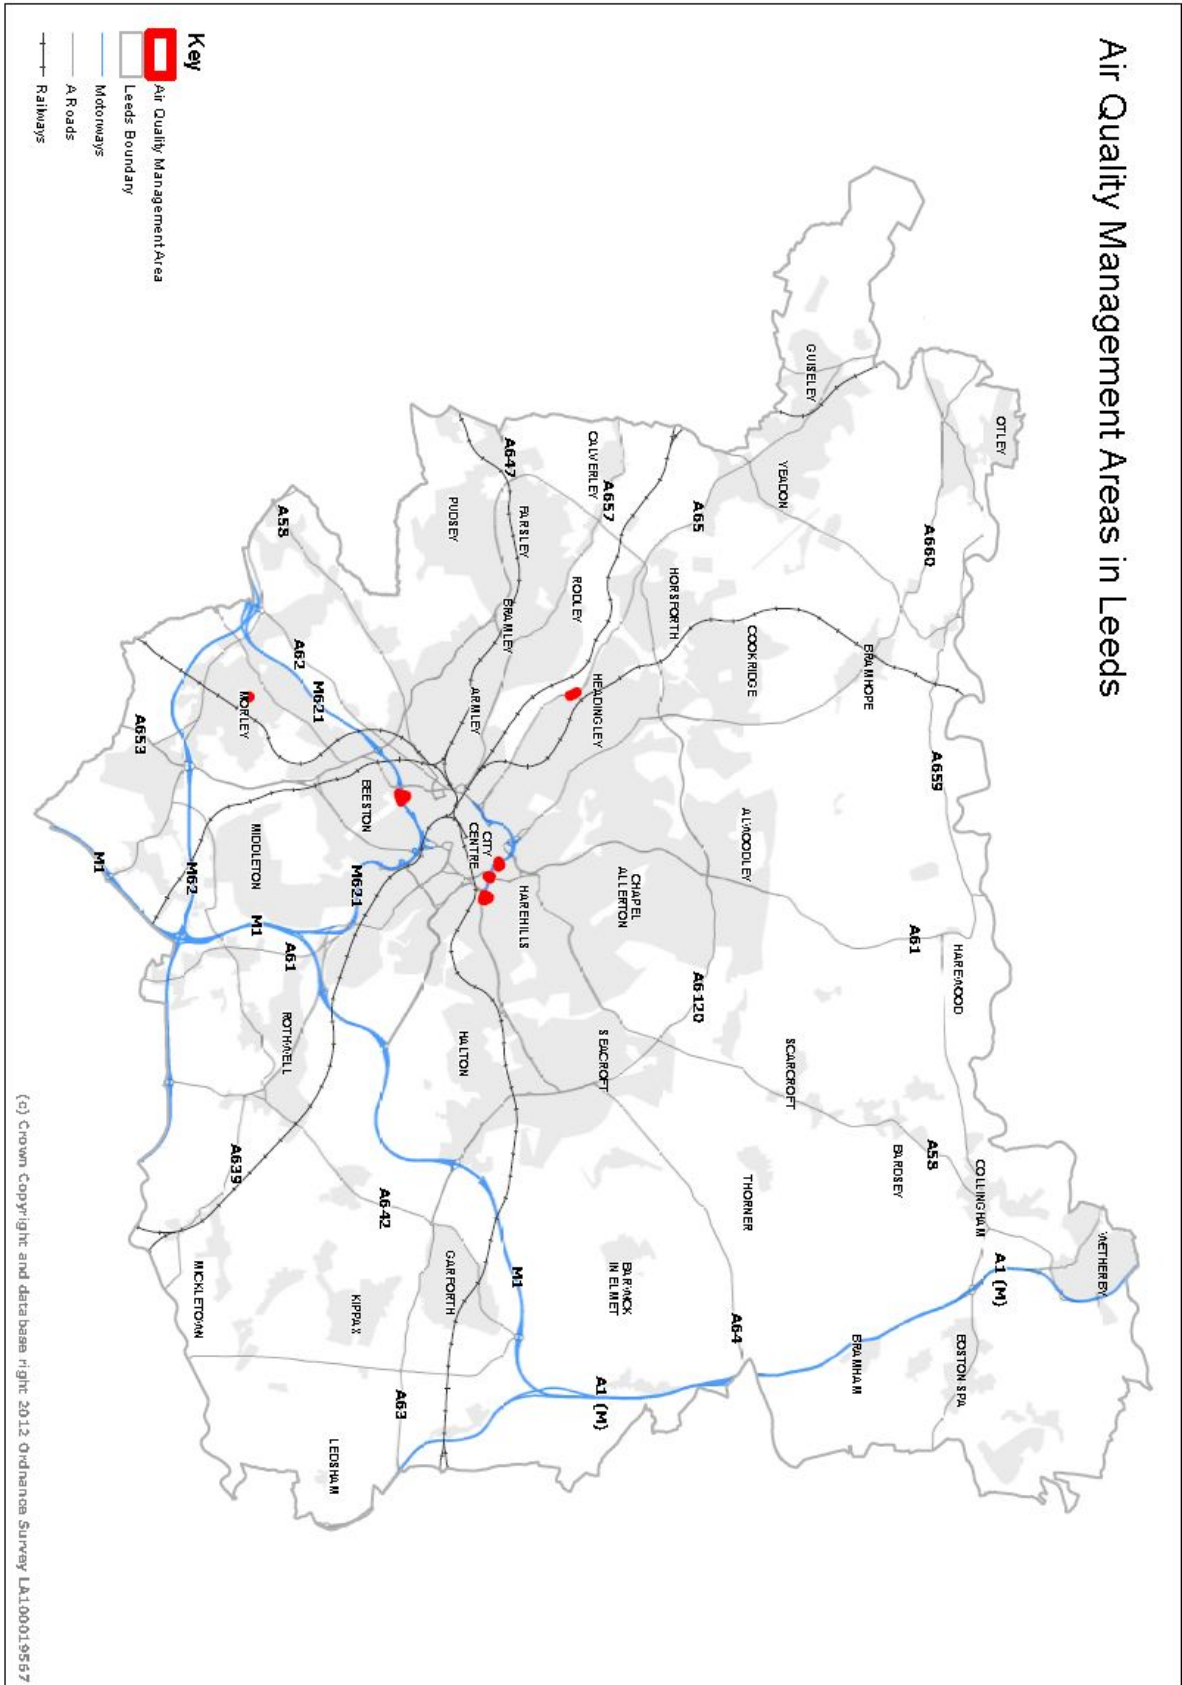 Air Quality Management Areas in Leeds
OTLEY
GUISELEY
YEADON
A660
BRAMHOPE
A659
HAREWOOD
COLLINGHAM
WETHERBY
A1 (M)
BOSTON SPA
A58
BARDSEY
BRAMHAM
A61
SCARCROFT
THORNER
A64
COOKRIDGE
ALWOODLEY
A65
HORSFORTH
A6120
CALVERLEY
A657
RODLEY
HEADINGLEY
CHAPEL
ALLERTON
SEACROFT
BARWICK
IN ELMET
A1 (M)
A647
FARSLEY
BRAMLEY
HAREHILLS
M1
PUDSEY
ARMLEY
CITY
CENTRE
HALTON
GARFORTH
A63
A642
KIPPAX
BEESTON
M621
LEDSHAM
A58
A62
M621
MORLEY
MIDDLETON
M1
A61
ROTHWELL
A639
MICKLETOWN
A653
M62
M1
Key
Air Quality Management Area
Leeds Boundary
Motorways
A Roads
Railways
(c) Crown Copyright and database right 2012 Ordnance Survey LA100019567